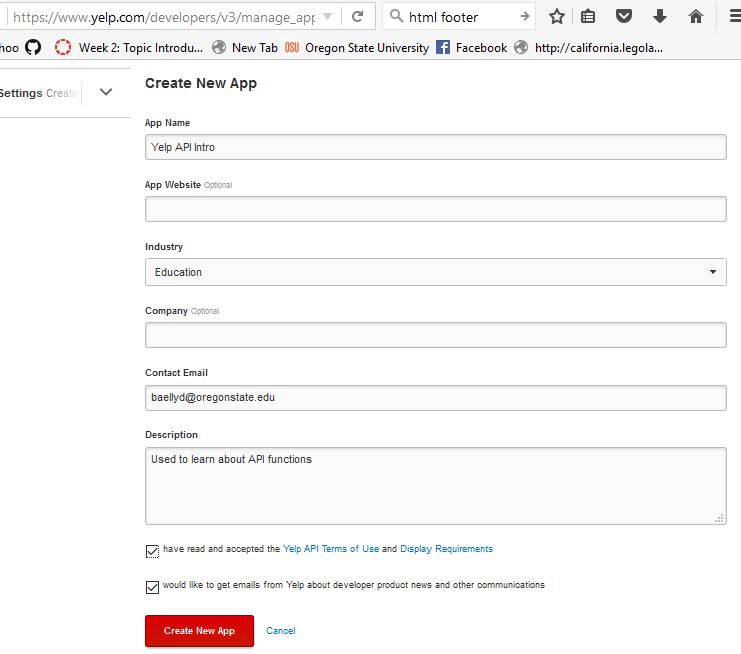 https://www.yelp.com/developers/v3/manage_app
html footer
hoo
Week 2: Topic Introdu...
New Tab
OSU Oregon State University
Facebook
http://california.legola...
Settings Create
Create New App
App Name
Yelp API Intro
App Website Optional
Industry
Education
Company Optional
Contact Email
baellyd@oregonstate.edu
Description
Used to learn about API functions
have read and accepted the Yelp API Terms of Use and Display Requirements
would like to get emails from Yelp about developer product news and other communications
Create New App
Cancel